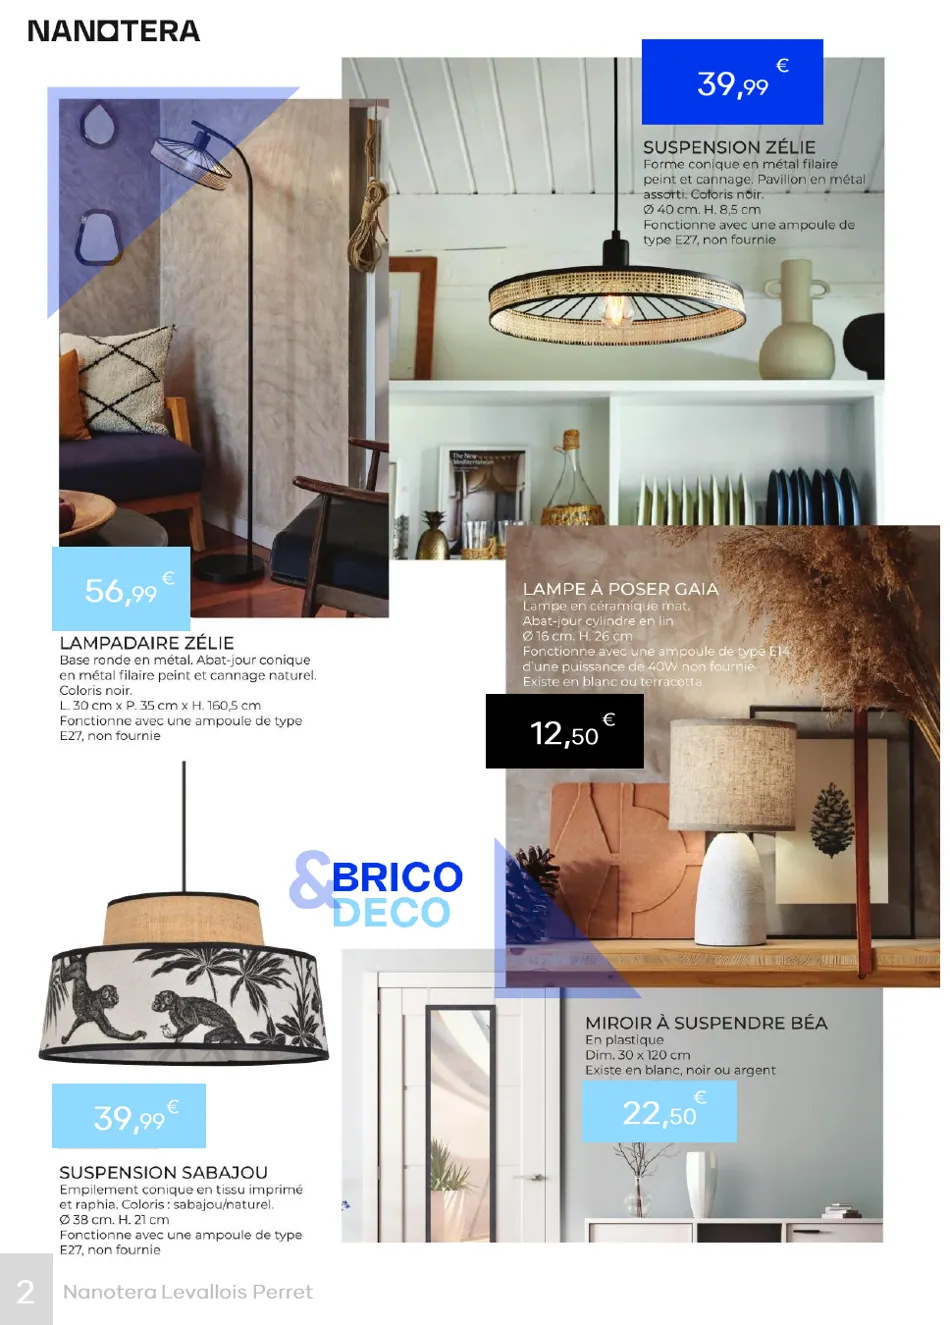 NANOTERA
39,99 €
SUSPENSION ZÉLIE
Forme conique en métal filaire
peint et cannage. Pavillon en métal
assorti. Coloris noir.
Ø 40 cm. H. 8,5 cm
Fonctionne avec une ampoule de
type E27, non fournie
The New
Mediterranean
56,99 €
LAMPADAIRE ZÉLIE
Base ronde en métal. Abat-jour conique
en métal filaire peint et cannage naturel.
Coloris noir.
L. 30 cm x P. 35 cm x H. 160,5 cm
Fonctionne avec une ampoule de type
E27, non fournie
LAMPE À POSER GAIA
Lampe en céramique mat.
Abat-jour cylindre en lin
Ø 16 cm. H. 26 cm
Fonctionne avec une ampoule de type E14
d'une puissance de 40W non fournie
Existe en blanc ou terracotta
12,50 €
&BRICO
DECO
MIROIR À SUSPENDRE BÉA
En plastique
Dim. 30 x 120 cm
Existe en blanc, noir ou argent
22,50 €
39,99 €
SUSPENSION SABAJOU
Empilement conique en tissu imprimé
et raphia. Coloris : sabajou/naturel.
Ø 38 cm. H. 21 cm
Fonctionne avec une ampoule de type
E27, non fournie
2
Nanotera Levallois Perret